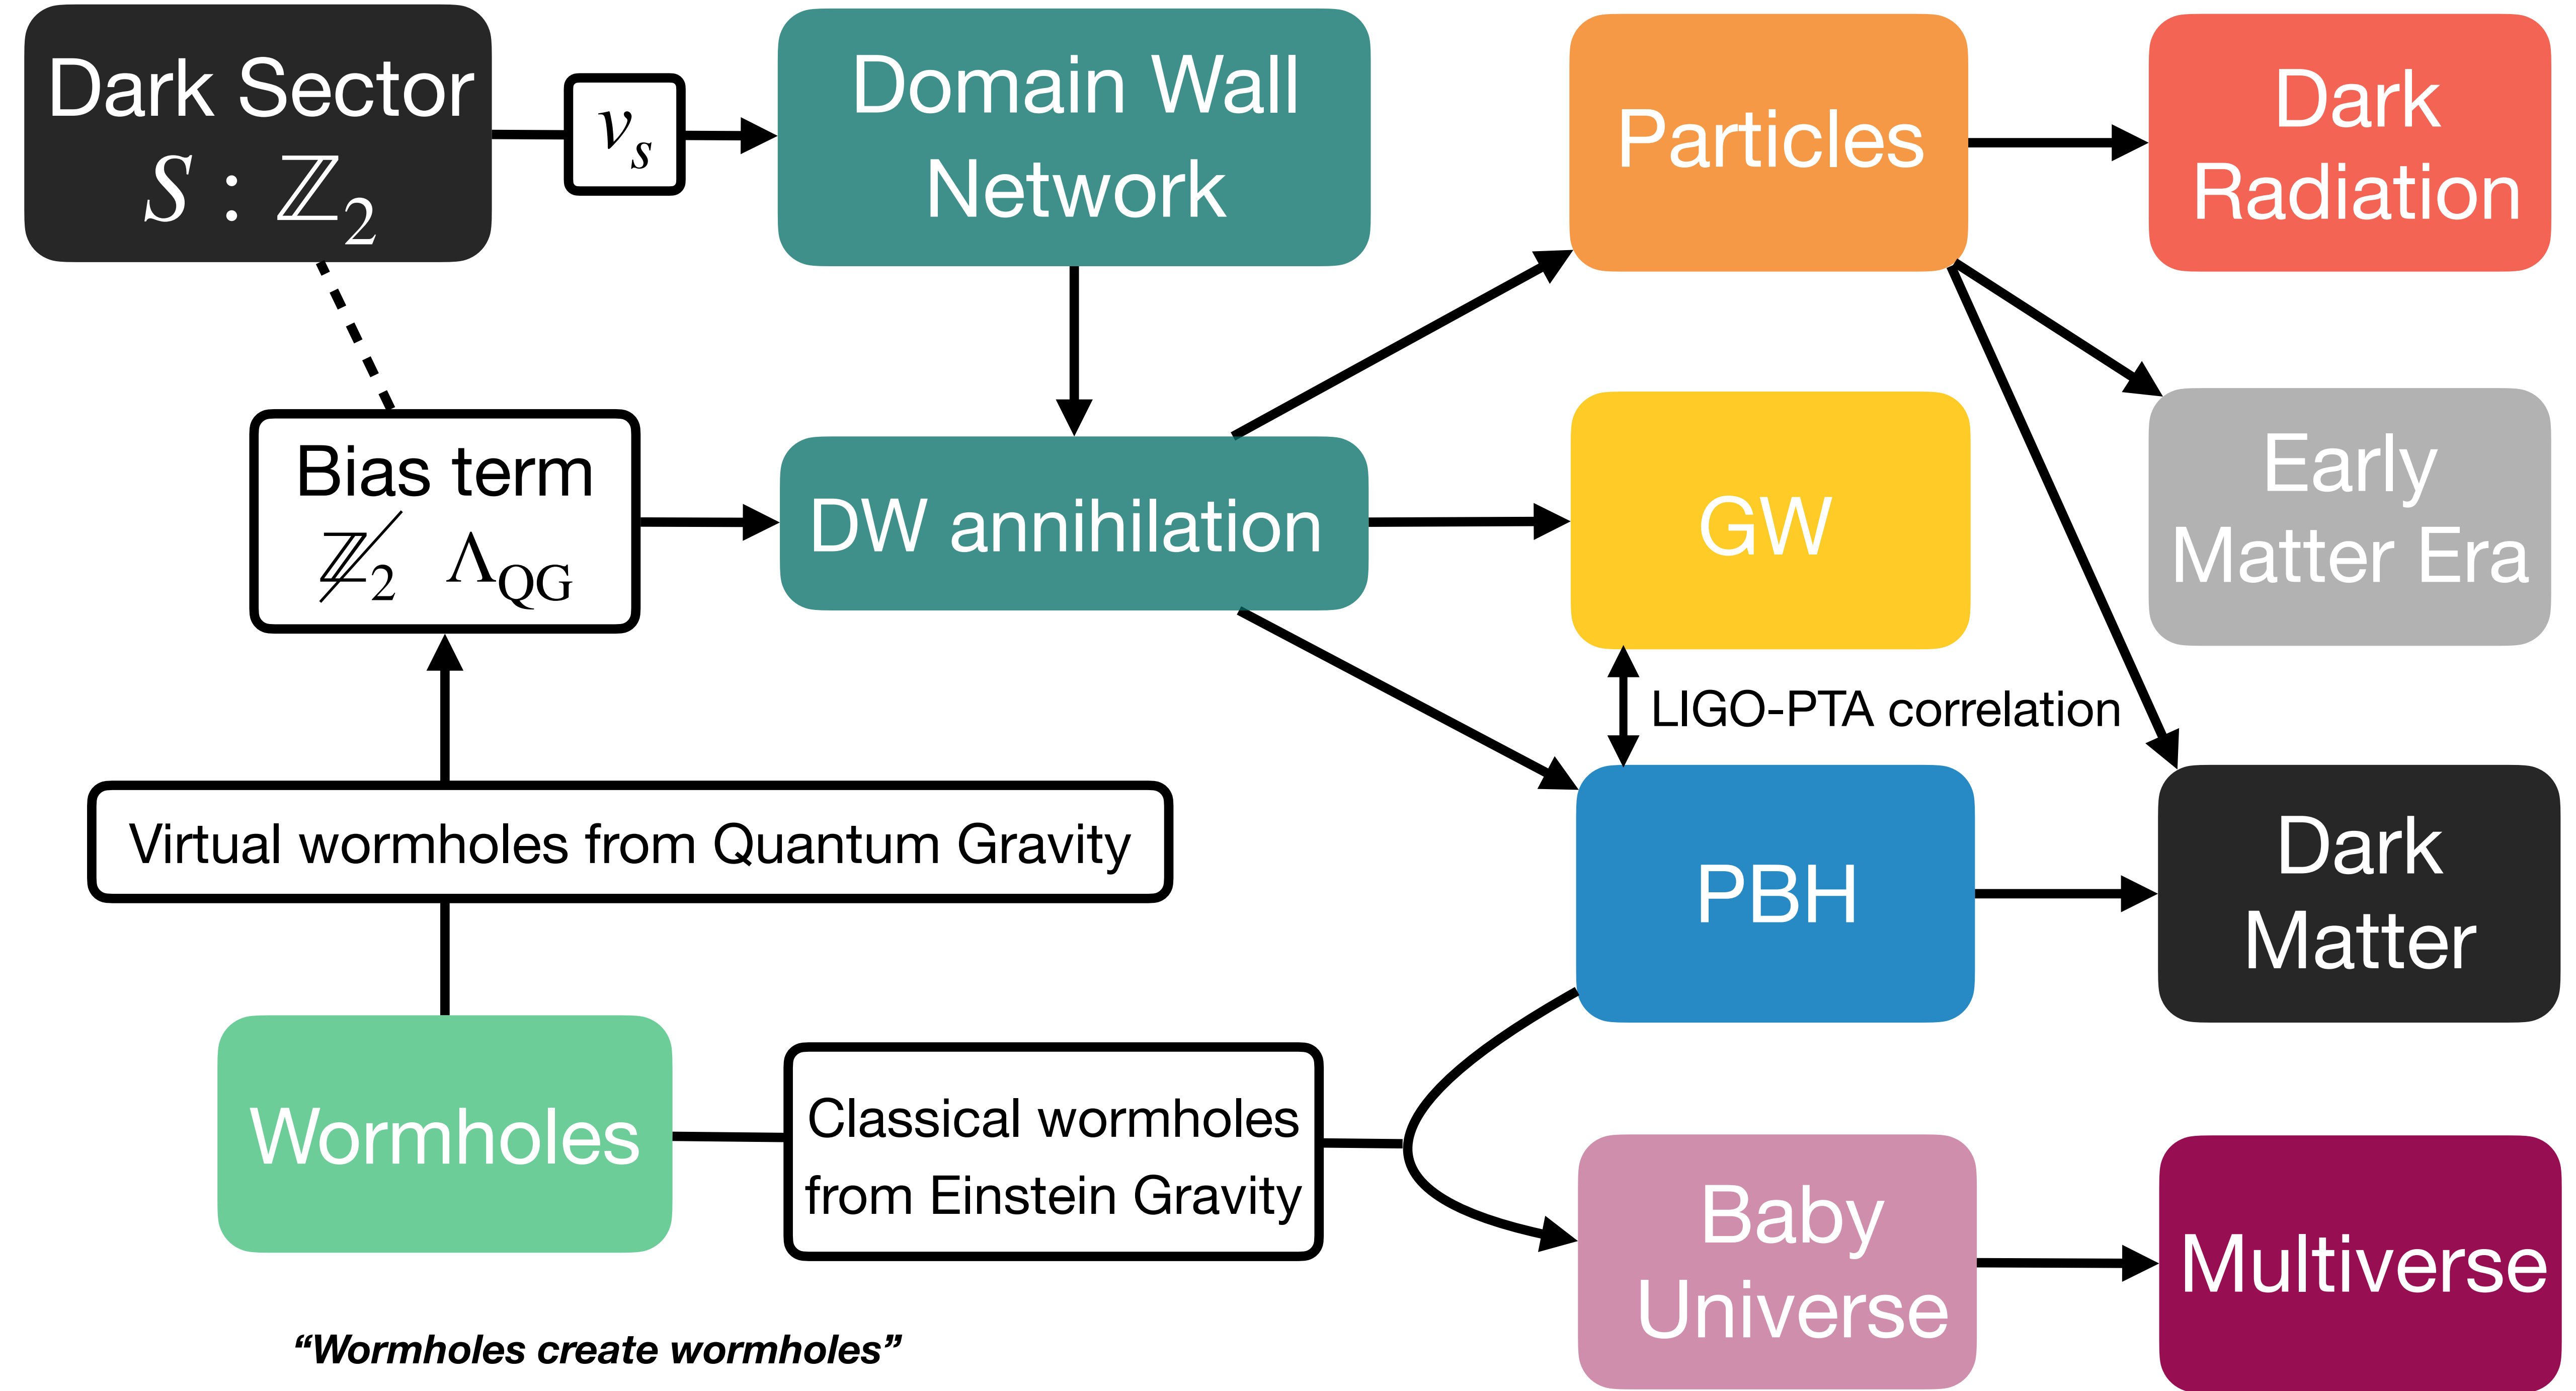 Dark Sector
S : ℤ₂
vₛ
Domain Wall
Network
Particles
Dark
Radiation
Bias term
ℤ̸₂ Λ_QG
DW annihilation
GW
Early
Matter Era
LIGO-PTA correlation
Virtual wormholes from Quantum Gravity
PBH
Dark
Matter
Wormholes
Classical wormholes
from Einstein Gravity
Baby
Universe
Multiverse
“Wormholes create wormholes”